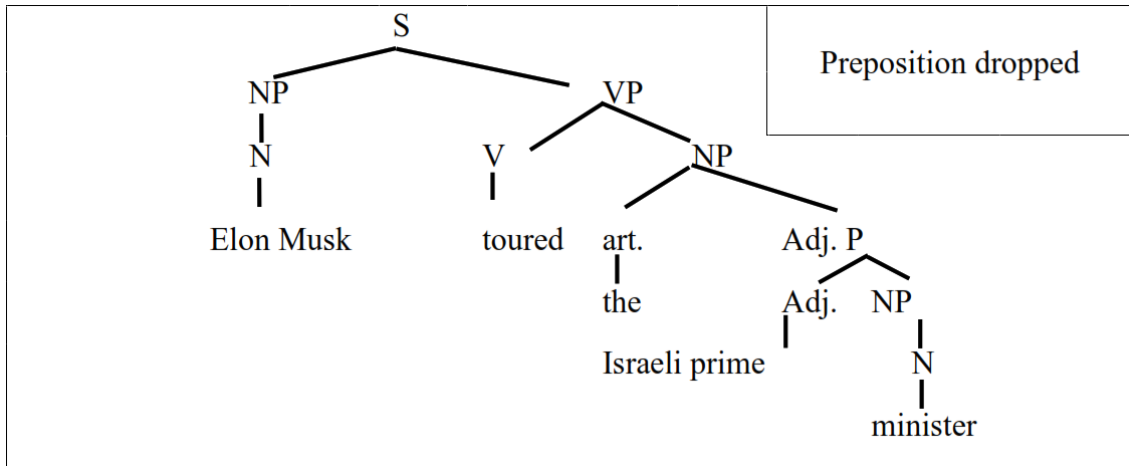 S
Preposition dropped
NP VP
N V NP
Elon Musk toured art. Adj. P
the Adj. NP
Israeli prime N
minister